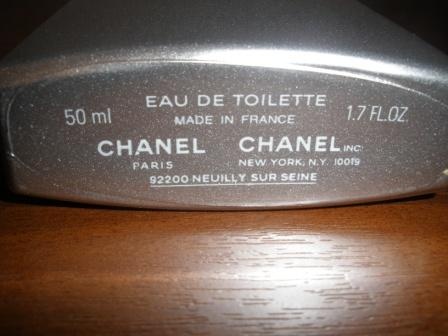 EAU DE TOILETTE
50 ml MADE IN FRANCE 1.7 FL.OZ.
CHANEL CHANEL INC.
PARIS NEW YORK, N.Y. 10019
92200 NEUILLY SUR SEINE